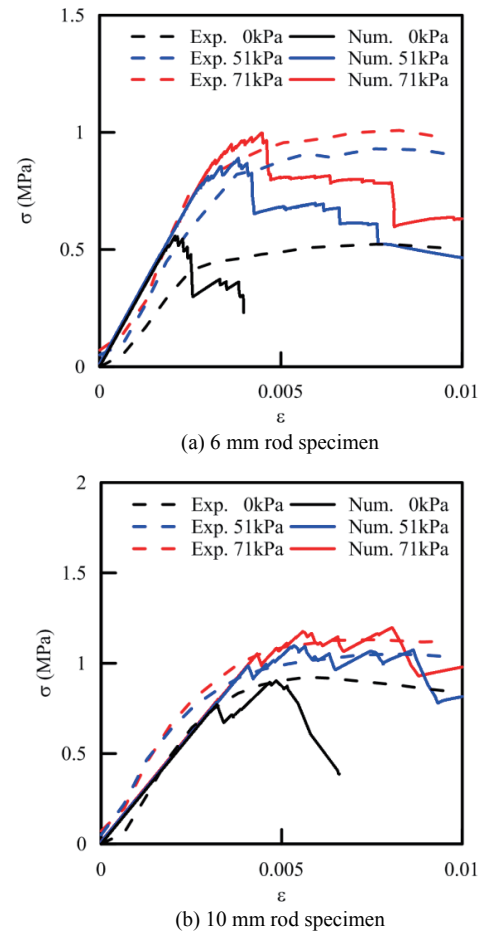 1.5
Exp. 0kPa Num. 0kPa
Exp. 51kPa Num. 51kPa
Exp. 71kPa Num. 71kPa
1
σ (MPa)
0.5
0
0 0.005 0.01
ε
(a) 6 mm rod specimen
2
Exp. 0kPa Num. 0kPa
Exp. 51kPa Num. 51kPa
Exp. 71kPa Num. 71kPa
1.5
1
σ (MPa)
0.5
0
0 0.005 0.01
ε
(b) 10 mm rod specimen